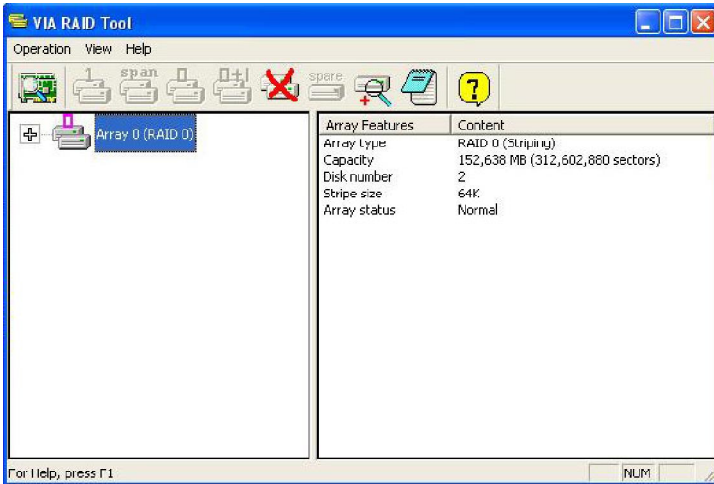 VIA RAID Tool
Operation View Help
1 span 0 0+1 spare ?
Array 0 (RAID 0)
Array Features Content
Array type RAID 0 (Striping)
Capacity 152,638 MB (312,602,880 sectors)
Disk number 2
Stripe size 64K
Array status Normal
For Help, press F1
NUM